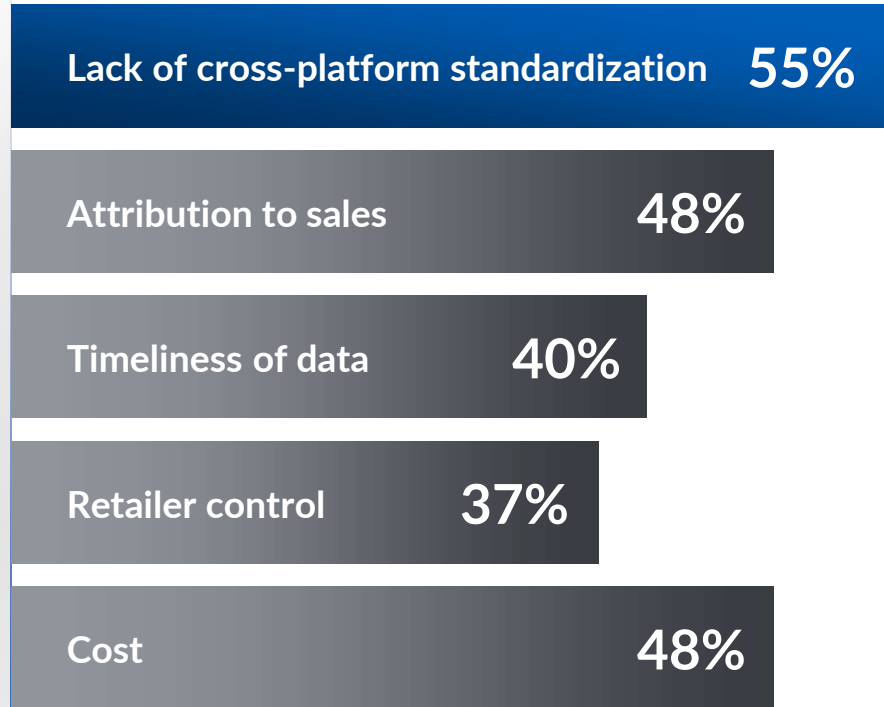 Lack of cross-platform standardization 55%
Attribution to sales 48%
Timeliness of data 40%
Retailer control 37%
Cost 48%